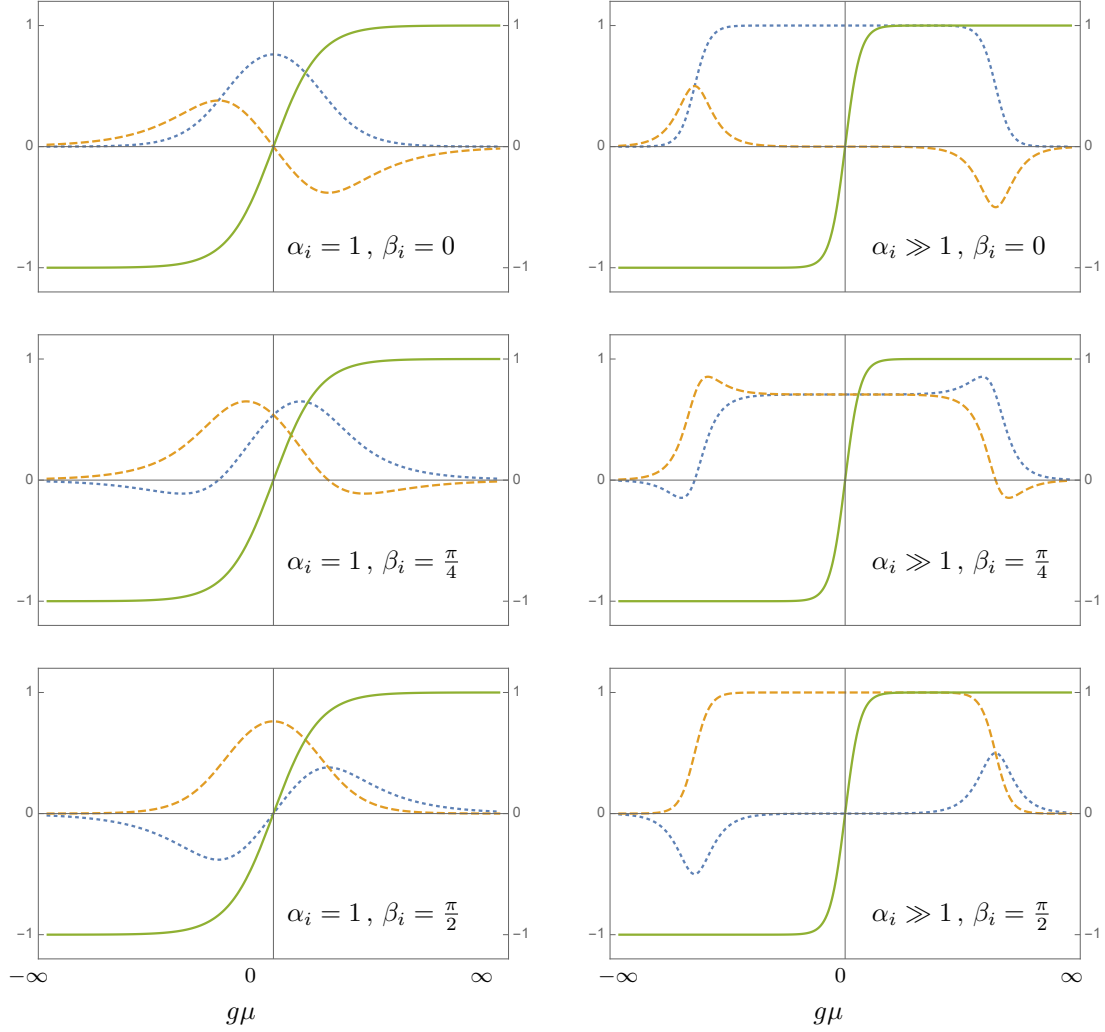 1 1 1 1
0 0 0 0
α_i = 1 , β_i = 0 α_i ≫ 1 , β_i = 0
−1 −1 −1 −1
1 1 1 1
0 0 0 0
α_i = 1 , β_i = π/4 α_i ≫ 1 , β_i = π/4
−1 −1 −1 −1
1 1 1 1
0 0 0 0
α_i = 1 , β_i = π/2 α_i ≫ 1 , β_i = π/2
−1 −1 −1 −1
−∞ 0 ∞ −∞ 0 ∞
gμ gμ